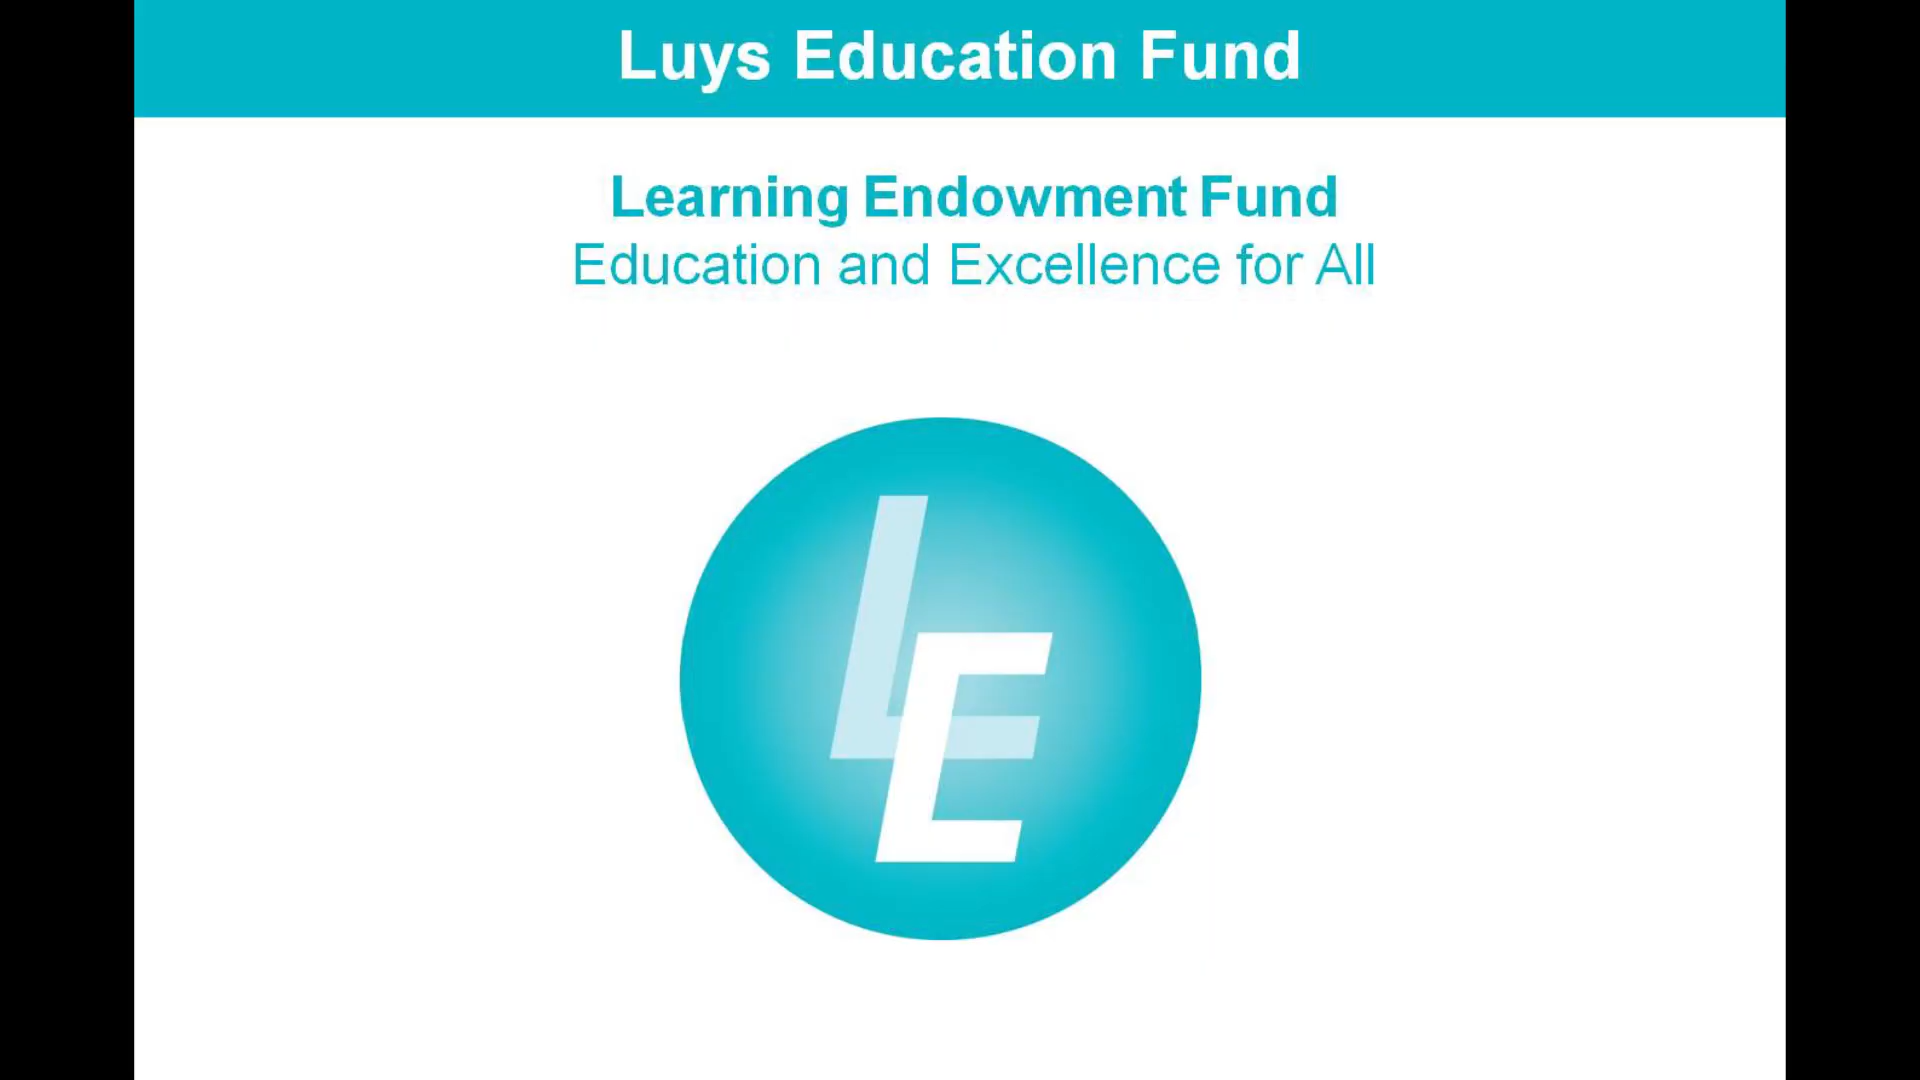 Luys Education Fund
Learning Endowment Fund
Education and Excellence for All
LE